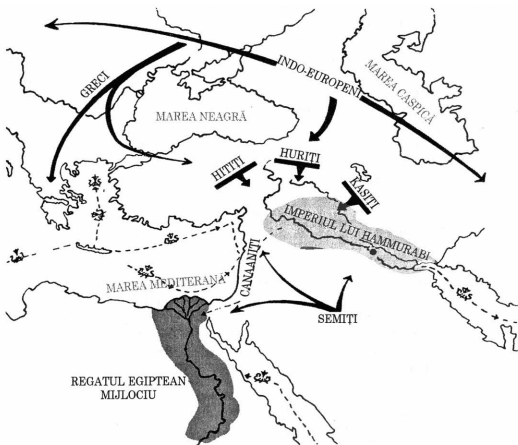 INDO-EUROPENI
MAREA CASPICĂ
GRECI
MAREA NEAGRĂ
HURIȚI
HITIȚI
KASIȚI
IMPERIUL LUI HAMMURABI
CANAANIȚI
MAREA MEDITERANĂ
SEMIȚI
REGATUL EGIPTEAN
MIJLOCIU